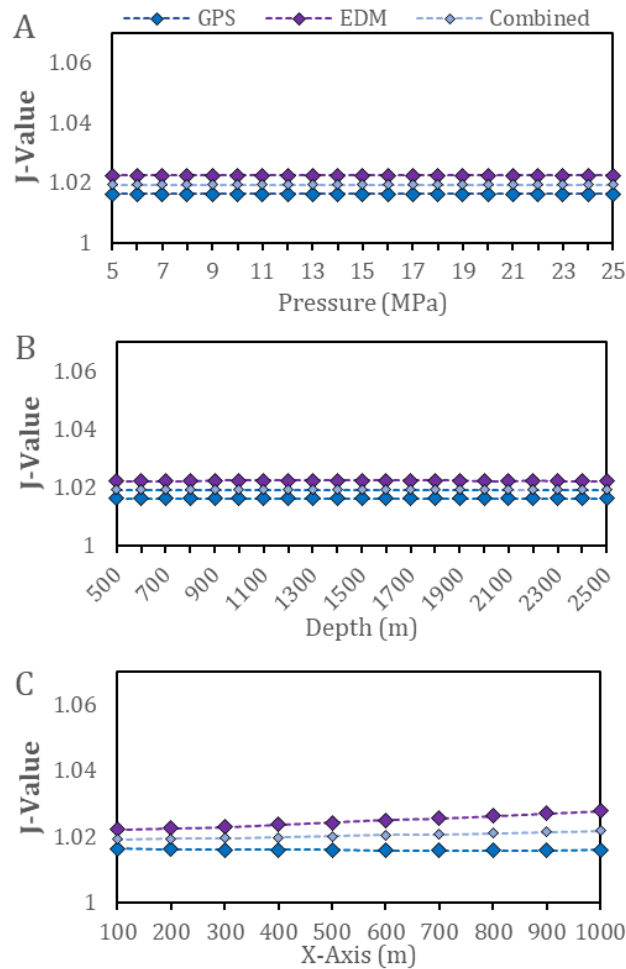 GPS EDM Combined
A
1.06
1.04
1.02
1
J-Value
5 7 9 11 13 15 17 19 21 23 25
Pressure (MPa)
B
1.06
1.04
1.02
1
J-Value
500 700 900 1100 1300 1500 1700 1900 2100 2300 2500
Depth (m)
C
1.06
1.04
1.02
1
J-Value
100 200 300 400 500 600 700 800 900 1000
X-Axis (m)